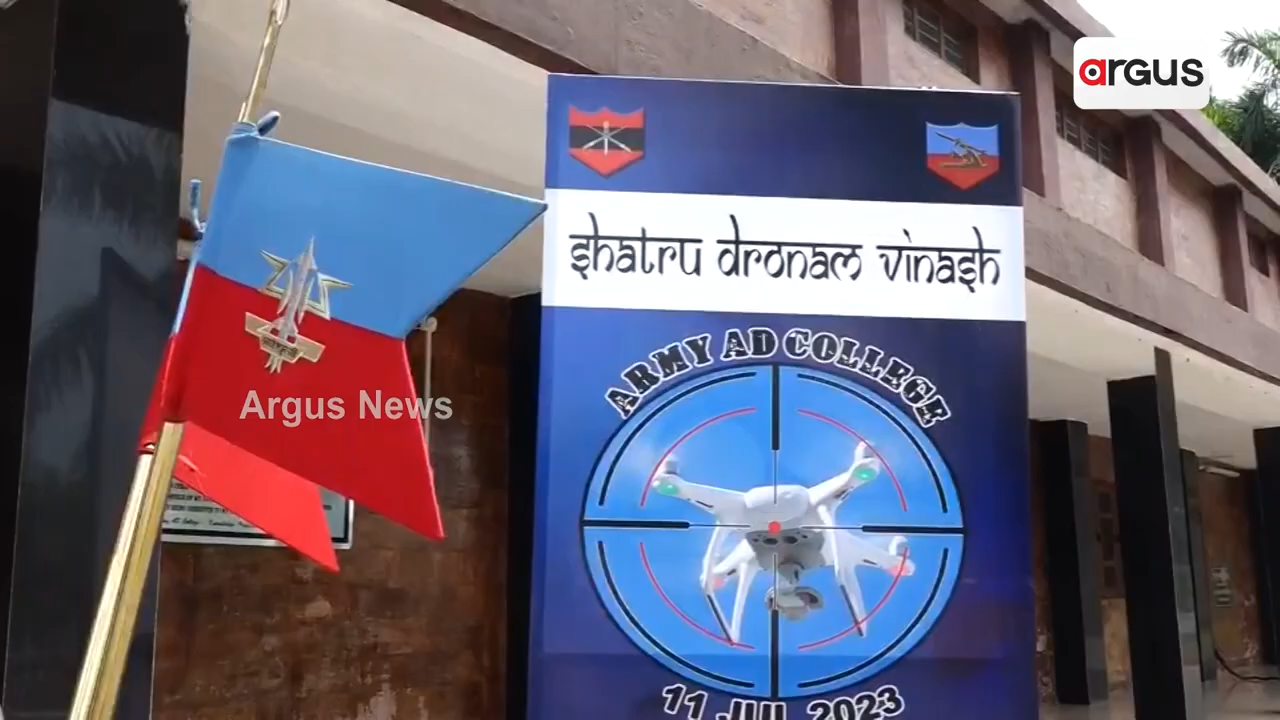 argus
shatru dronam vinash
ARMY AD COLLEGE
Argus News
11 JUL 2023